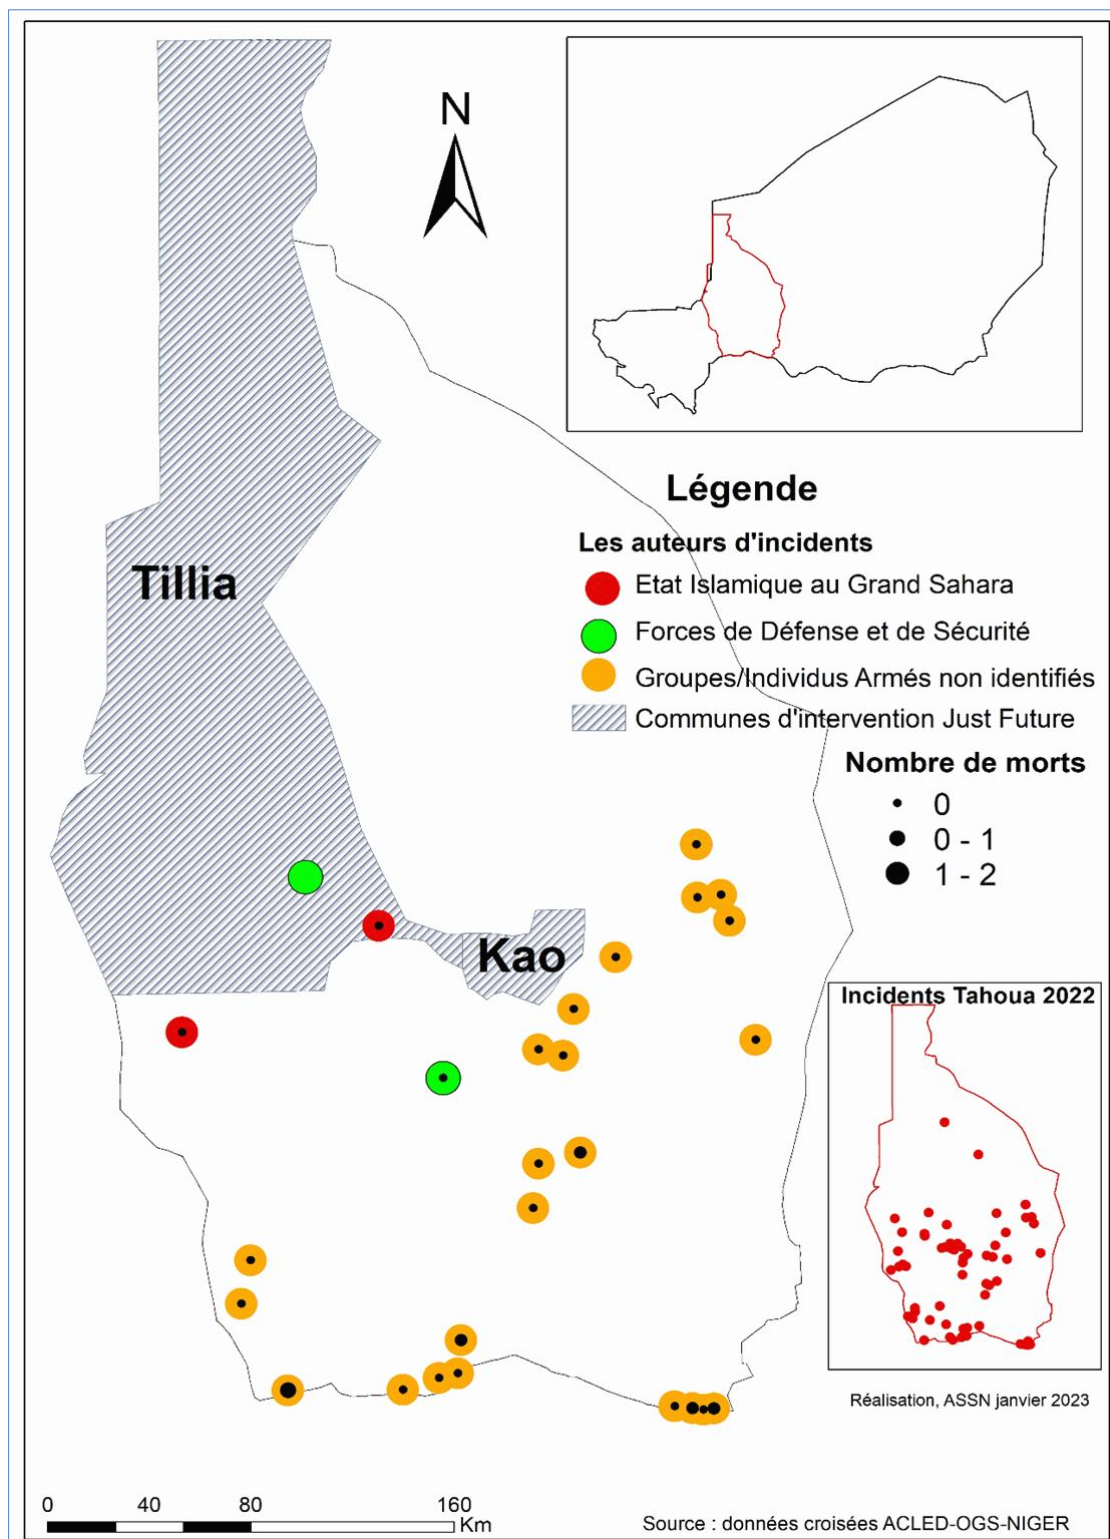 N
Légende
Les auteurs d'incidents
Etat Islamique au Grand Sahara
Forces de Défense et de Sécurité
Groupes/Individus Armés non identifiés
Communes d'intervention Just Future
Nombre de morts
0
0 - 1
1 - 2
Tillia
Kao
Incidents Tahoua 2022
Réalisation, ASSN janvier 2023
0 40 80 160
Km
Source : données croisées ACLED-OGS-NIGER